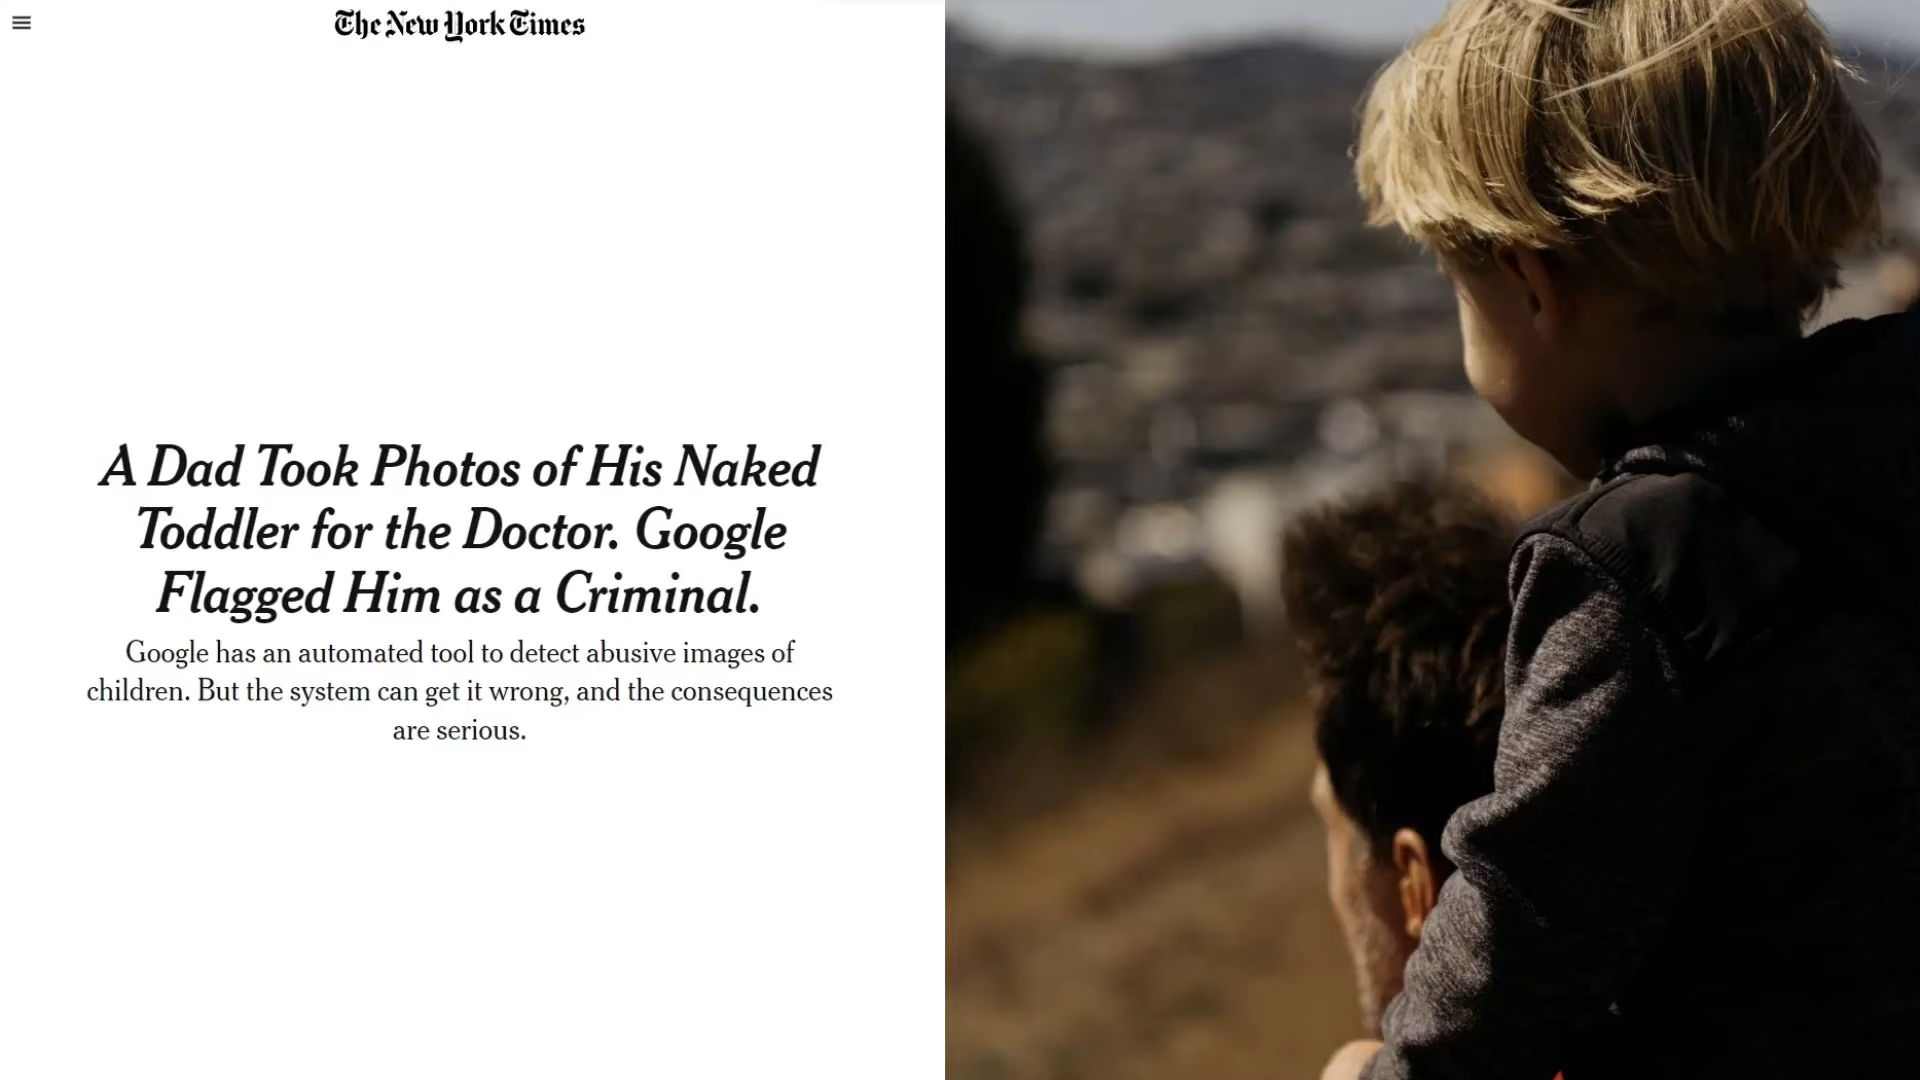 The New York Times
A Dad Took Photos of His Naked
Toddler for the Doctor. Google
Flagged Him as a Criminal.
Google has an automated tool to detect abusive images of
children. But the system can get it wrong, and the consequences
are serious.